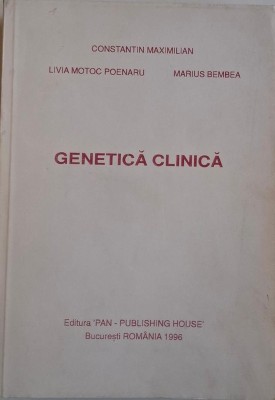 CONSTANTIN MAXIMILIAN
LIVIA MOTOC POENARU MARIUS BEMBEA
GENETICĂ CLINICĂ
Editura 'PAN - PUBLISHING HOUSE'
Bucureşti ROMÂNIA 1996